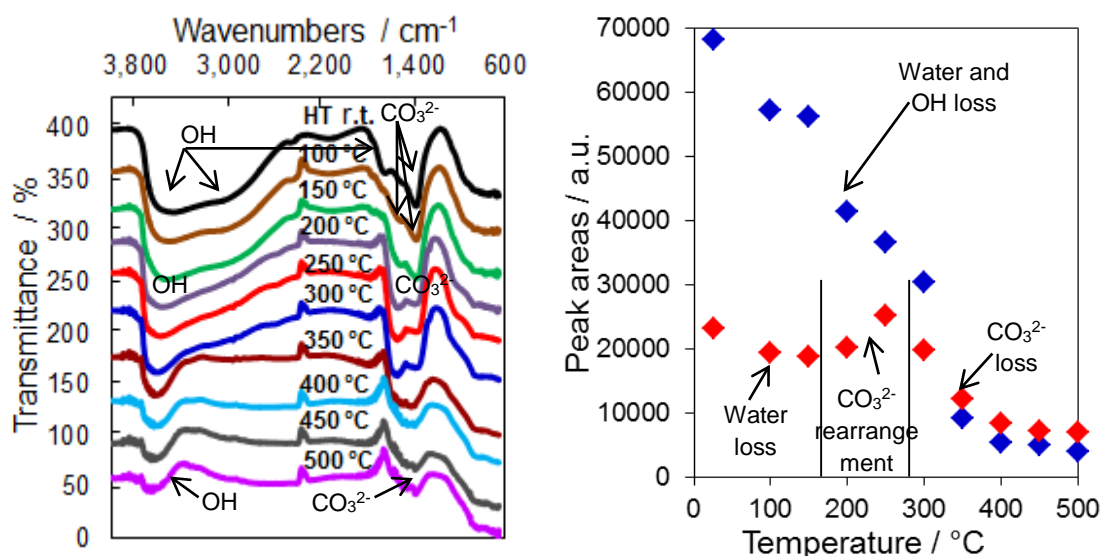 Wavenumbers / cm-1
3,800 3,000 2,200 1,400 600
Transmittance / %
400
350
300
250
200
150
100
50
0
OH
HT r.t.
CO₃²⁻
100 °C
150 °C
200 °C
OH
CO₃²⁻
250 °C
300 °C
350 °C
400 °C
450 °C
500 °C
OH
CO₃²⁻
Peak areas / a.u.
70000
60000
50000
40000
30000
20000
10000
0
Water and
OH loss
CO₃²⁻
loss
Water
loss
CO₃²⁻
rearrange
ment
0 100 200 300 400 500
Temperature / °C